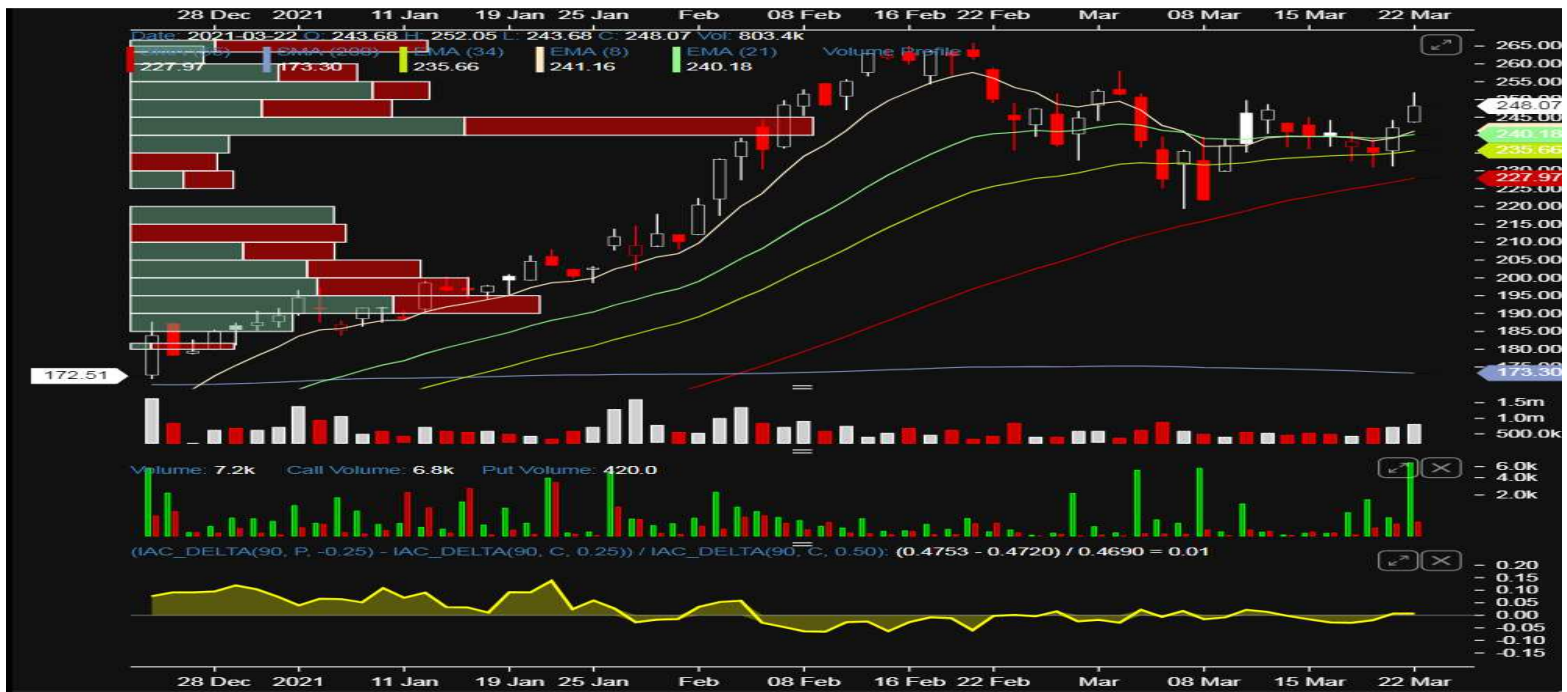 28 Dec 2021 11 Jan 19 Jan 25 Jan Feb 08 Feb 16 Feb 22 Feb Mar 08 Mar 15 Mar 22 Mar
Date: 2021-03-22 O: 243.68 H: 252.05 L: 243.68 C: 248.07 Vol: 803.4k
EMA (34) EMA (8) EMA (21) Volume Profile
227.97 173.30 235.66 241.16 240.18
265.00
260.00
255.00
248.07
245.00
240.18
235.66
227.97
225.00
220.00
215.00
210.00
205.00
200.00
195.00
190.00
185.00
180.00
173.30
172.51
1.5m
1.0m
500.0k
Volume: 7.2k Call Volume: 6.8k Put Volume: 420.0
6.0k
4.0k
2.0k
(IAC_DELTA(90, P, -0.25) - IAC_DELTA(90, C, 0.25)) / IAC_DELTA(90, C, 0.50): (0.4753 - 0.4720) / 0.4690 = 0.01
0.20
0.15
0.10
0.05
0.00
-0.05
-0.10
-0.15
28 Dec 2021 11 Jan 19 Jan 25 Jan Feb 08 Feb 16 Feb 22 Feb Mar 08 Mar 15 Mar 22 Mar